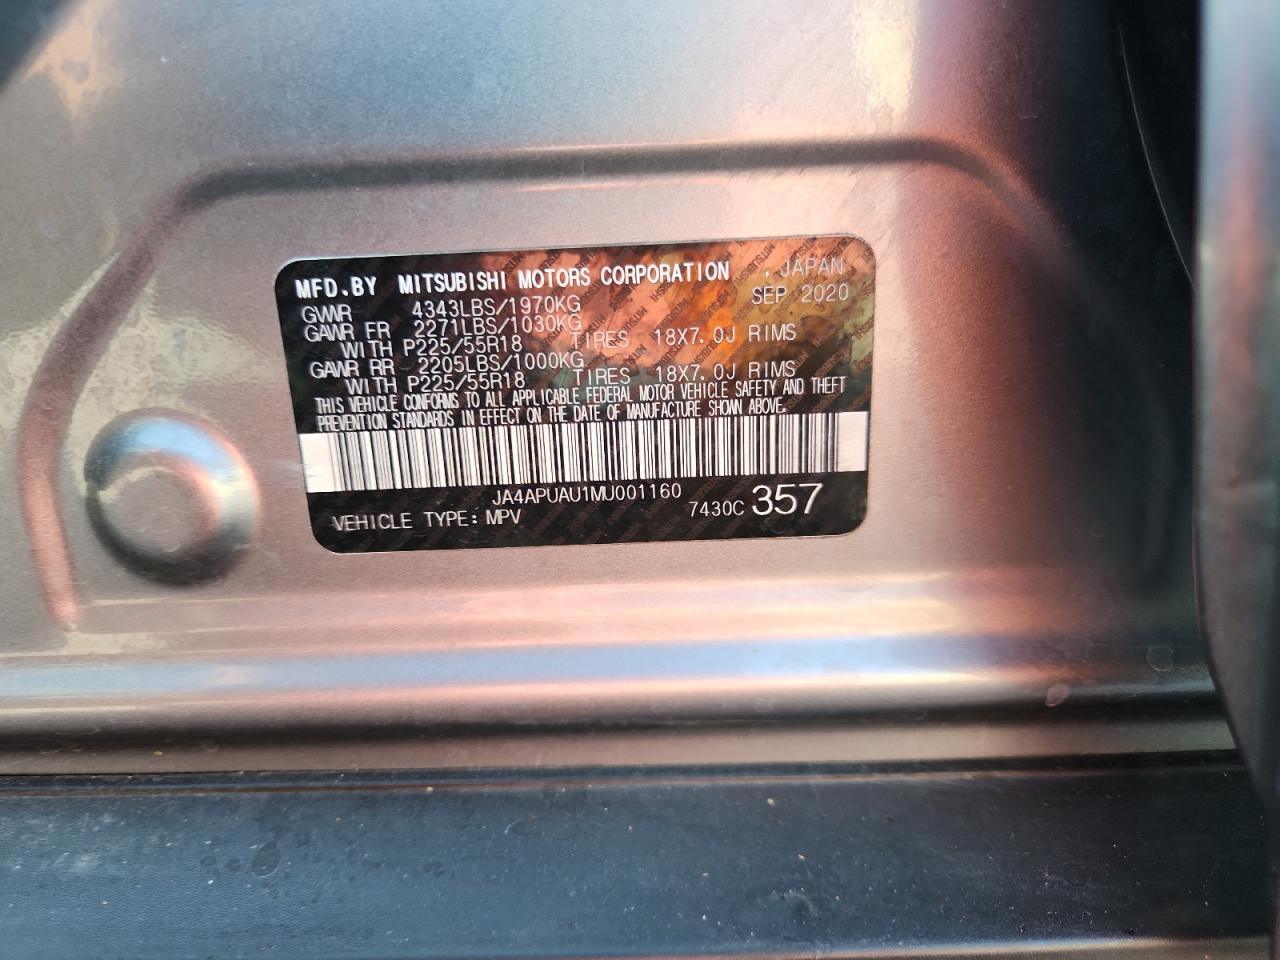 MFD.BY MITSUBISHI MOTORS CORPORATION , JAPAN
GVWR 4343LBS/1970KG SEP 2020
GAWR FR 2271LBS/1030KG
WITH P225/55R18 TIRES 18X7.0J RIMS
GAWR RR 2205LBS/1000KG
WITH P225/55R18 TIRES 18X7.0J RIMS
THIS VEHICLE CONFORMS TO ALL APPLICABLE FEDERAL MOTOR VEHICLE SAFETY AND THEFT
PREVENTION STANDARDS IN EFFECT ON THE DATE OF MANUFACTURE SHOWN ABOVE.
JA4APUAU1MU001160
VEHICLE TYPE: MPV 7430C 357